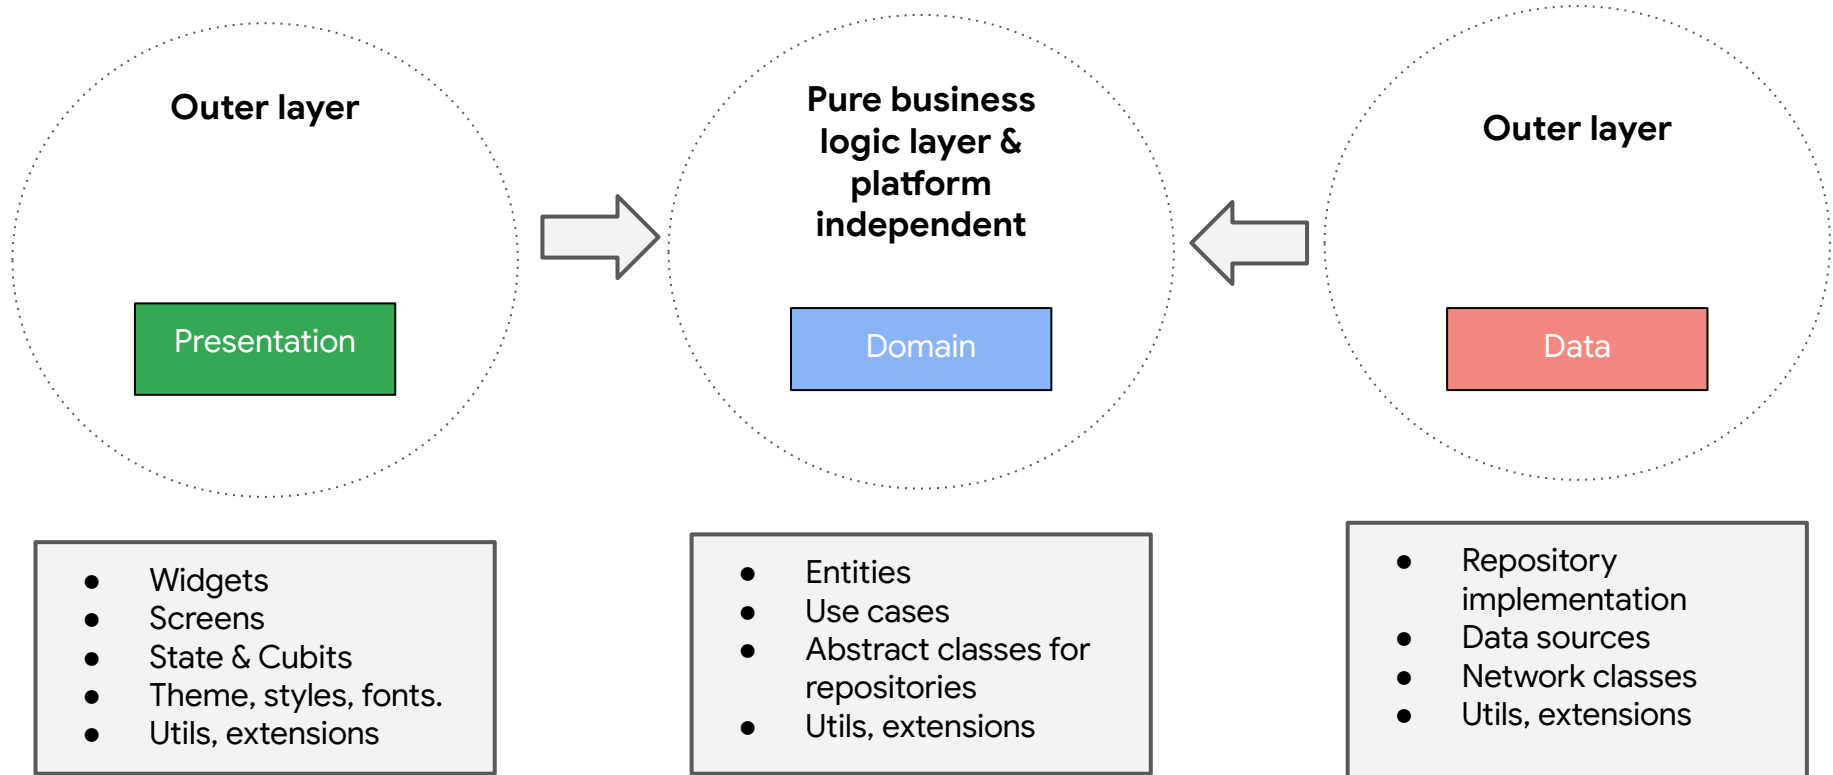 Outer layer
Presentation
● Widgets
● Screens
● State & Cubits
● Theme, styles, fonts.
● Utils, extensions
Pure business
logic layer &
platform
independent
Domain
● Entities
● Use cases
● Abstract classes for
repositories
● Utils, extensions
Outer layer
Data
● Repository
implementation
● Data sources
● Network classes
● Utils, extensions